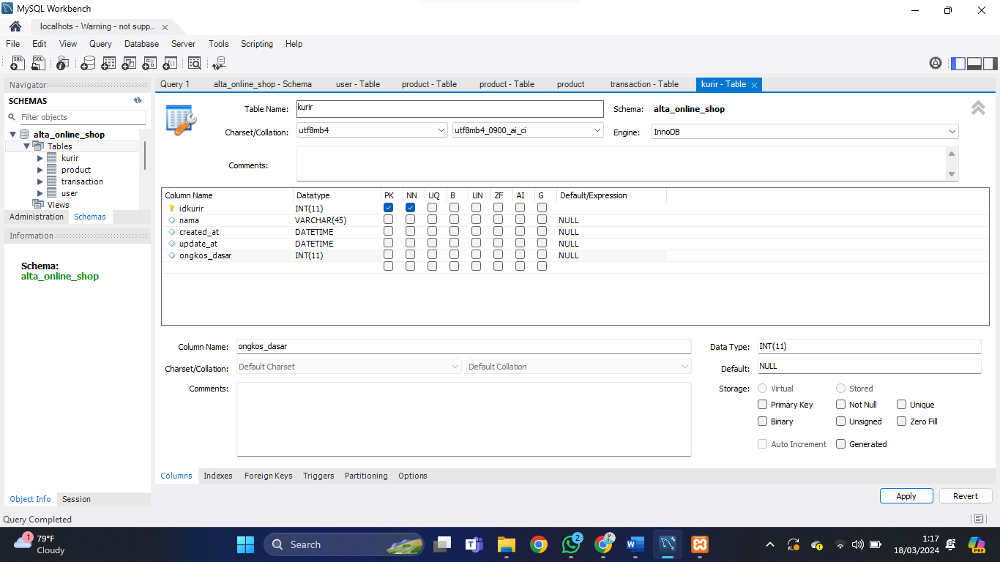 MySQL Workbench
localhots - Warning - not supp...
File Edit View Query Database Server Tools Scripting Help
Navigator
SCHEMAS
Filter objects
alta_online_shop
Tables
kurir
product
transaction
user
Views
Administration Schemas
Information
Schema:
alta_online_shop
Object Info Session
Query 1 alta_online_shop - Schema user - Table product - Table product - Table product transaction - Table kurir - Table
Table Name: kurir Schema: alta_online_shop
Charset/Collation: utf8mb4 utf8mb4_0900_ai_ci Engine: InnoDB
Comments:
Column Name Datatype PK NN UQ B UN ZF AI G Default/Expression
idkurir INT(11)
nama VARCHAR(45) NULL
created_at DATETIME NULL
update_at DATETIME NULL
ongkos_dasar INT(11) NULL
Column Name: ongkos_dasar Data Type: INT(11)
Charset/Collation: Default Charset Default Collation Default: NULL
Comments: Storage: Virtual Stored
Primary Key Not Null Unique
Binary Unsigned Zero Fill
Auto Increment Generated
Columns Indexes Foreign Keys Triggers Partitioning Options
Apply Revert
Query Completed
1 79°F
Cloudy
Search
2
1:17
18/03/2024
PRE